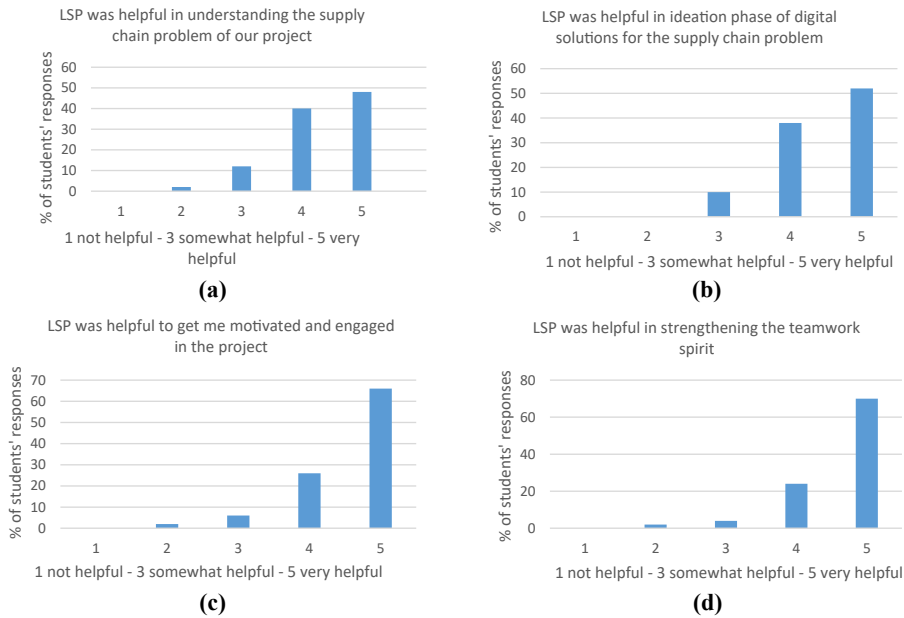 LSP was helpful in understanding the supply
chain problem of our project
% of students' responses
60
50
40
30
20
10
0
1 2 3 4 5
1 not helpful - 3 somewhat helpful - 5 very
helpful
(a)
LSP was helpful in ideation phase of digital
solutions for the supply chain problem
% of students' responses
60
50
40
30
20
10
0
1 2 3 4 5
1 not helpful - 3 somewhat helpful - 5 very helpful
(b)
LSP was helpful to get me motivated and engaged
in the project
% of students' responses
70
60
50
40
30
20
10
0
1 2 3 4 5
1 not helpful - 3 somewhat helpful - 5 very helpful
(c)
LSP was helpful in strengthening the teamwork
spirit
% of students' responses
80
60
40
20
0
1 2 3 4 5
1 not helpful - 3 somewhat helpful - 5 very helpful
(d)